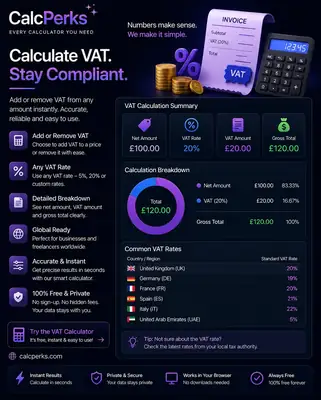 CalcPerks
EVERY CALCULATOR YOU NEED
Numbers make sense.
We make it simple.
INVOICE
Subtotal
VAT (20%)
Total
VAT
Calculate VAT.
Stay Compliant.
Add or remove VAT from any
amount instantly. Accurate,
reliable and easy to use.
Add or Remove VAT
Choose to add VAT to a price
or remove it with ease.
Any VAT Rate
Use any VAT rate – 5%, 20%
or custom rates.
Detailed Breakdown
See net amount, VAT amount
and gross total clearly.
Global Ready
Perfect for businesses and
freelancers worldwide.
Accurate & Instant
Get precise results in seconds
with our smart calculator.
100% Free & Private
No sign-up, no hidden fees.
Your data stays with you.
Try the VAT Calculator
It's free, instant & easy to use!
calcperks.com
VAT Calculation Summary
Net Amount
£100.00
VAT Rate
20%
VAT Amount
£20.00
Gross Total
£120.00
Calculation Breakdown
Total
£120.00
Net Amount £100.00 83.33%
VAT (20%) £20.00 16.67%
Gross Total £120.00 100%
Common VAT Rates
Country / Region Standard VAT Rate
United Kingdom (UK) 20%
Germany (DE) 19%
France (FR) 20%
Spain (ES) 21%
Italy (IT) 22%
United Arab Emirates (UAE) 5%
Tip: Not sure about the VAT rate?
Check the latest rates from your local tax authority.
Instant Results
Calculate in seconds
Private & Secure
Your data stays private
Works in Your Browser
No downloads needed
Always Free
100% free forever